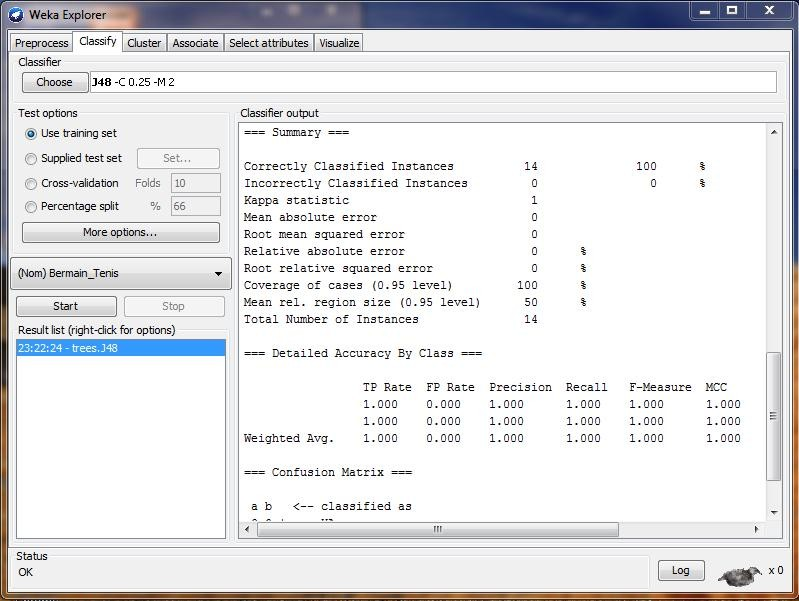 Weka Explorer
Preprocess Classify Cluster Associate Select attributes Visualize
Classifier
Choose J48 -C 0.25 -M 2
Test options
Use training set
Supplied test set Set...
Cross-validation Folds 10
Percentage split % 66
More options...
(Nom) Bermain_Tenis
Start Stop
Result list (right-click for options)
23:22:24 - trees.J48
Classifier output
=== Summary ===
Correctly Classified Instances 14 100 %
Incorrectly Classified Instances 0 0 %
Kappa statistic 1
Mean absolute error 0
Root mean squared error 0
Relative absolute error 0 %
Root relative squared error 0 %
Coverage of cases (0.95 level) 100 %
Mean rel. region size (0.95 level) 50 %
Total Number of Instances 14
=== Detailed Accuracy By Class ===
TP Rate FP Rate Precision Recall F-Measure MCC
1.000 0.000 1.000 1.000 1.000 1.000
1.000 0.000 1.000 1.000 1.000 1.000
Weighted Avg. 1.000 0.000 1.000 1.000 1.000 1.000
=== Confusion Matrix ===
a b <-- classified as
Status
OK
Log x 0